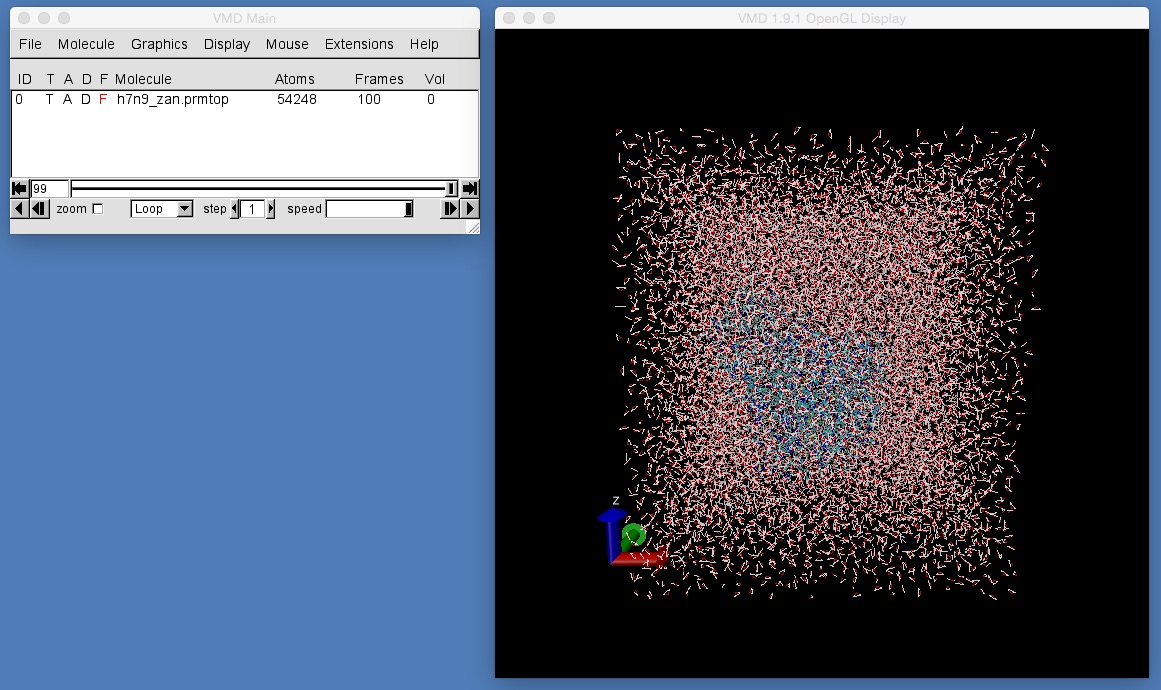 VMD Main
File Molecule Graphics Display Mouse Extensions Help
ID T A D F Molecule Atoms Frames Vol
0 T A D F h7n9_zan.prmtop 54248 100 0
99
zoom Loop step 1 speed
VMD 1.9.1 OpenGL Display
z